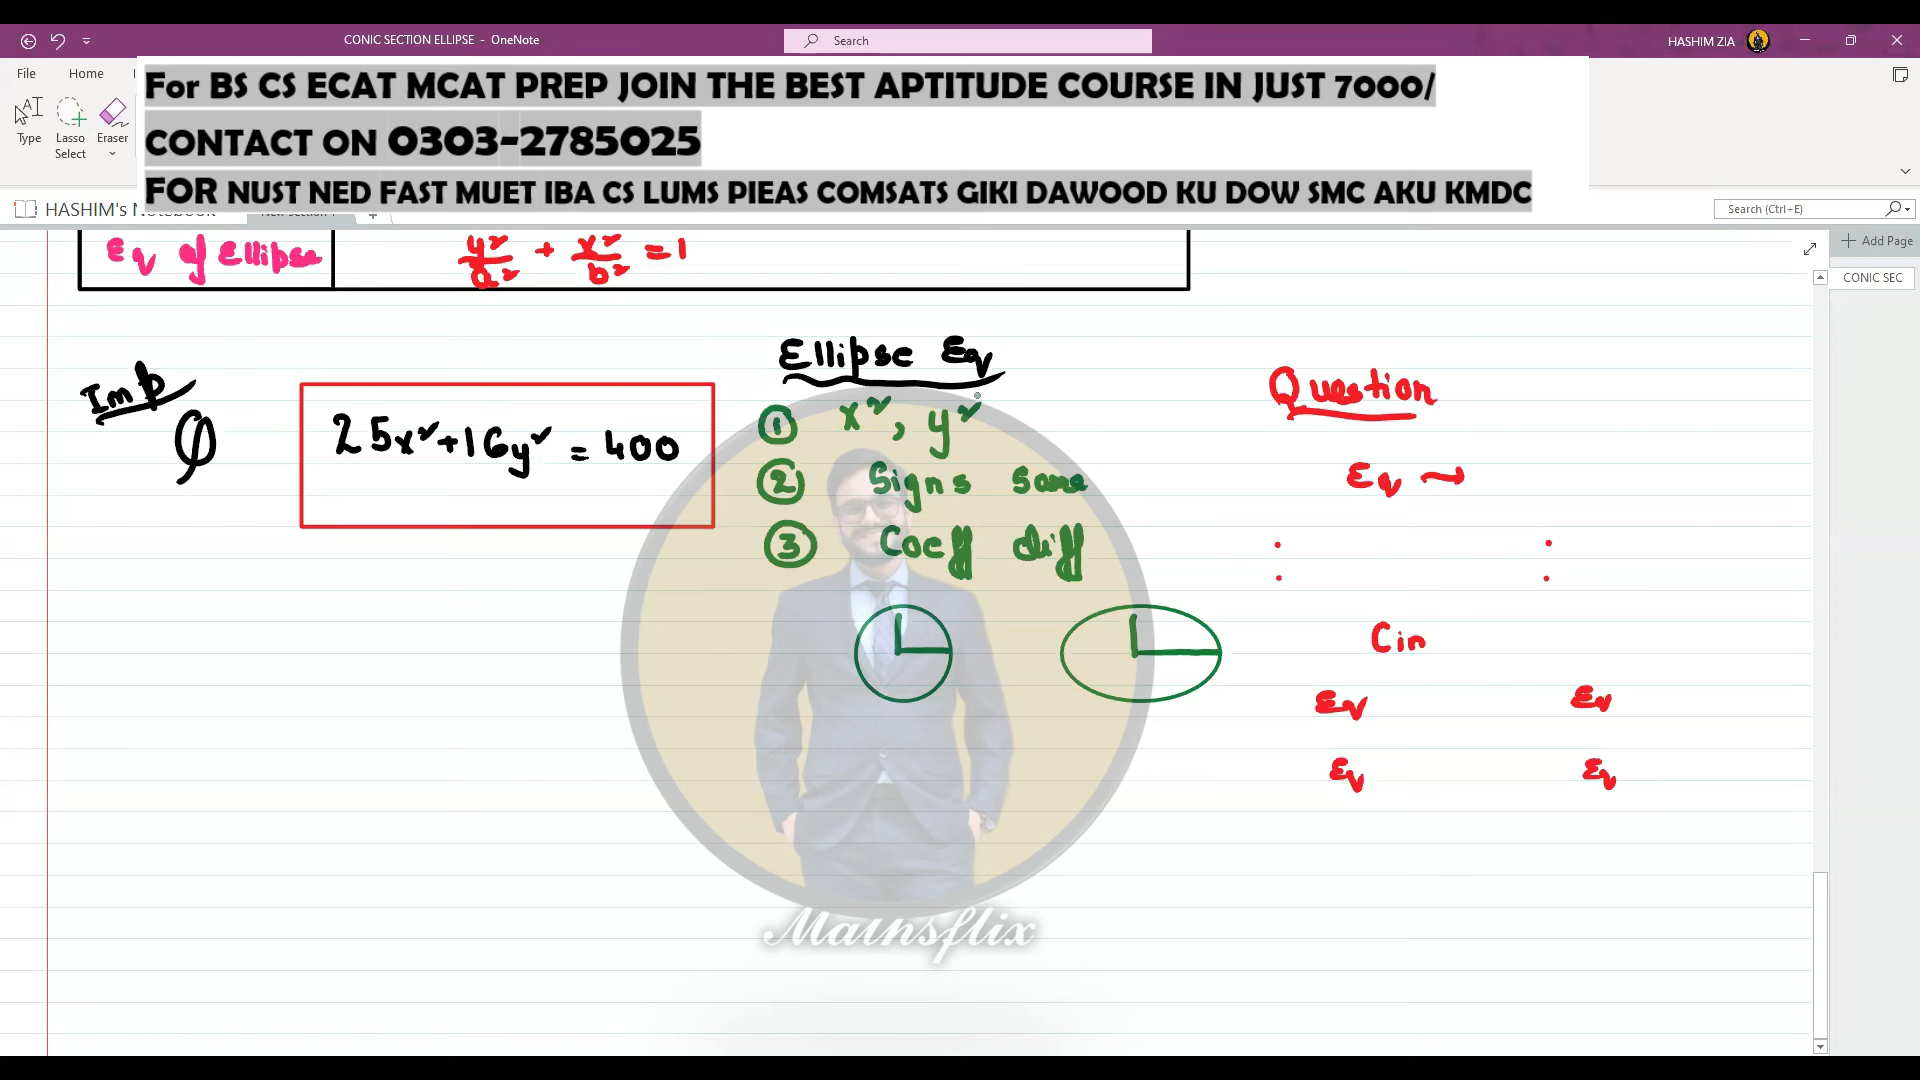 CONIC SECTION ELLIPSE - OneNote
Search
HASHIM ZIA
File
Home
Type
Lasso Select
Eraser
For BS CS ECAT MCAT PREP JOIN THE BEST APTITUDE COURSE IN JUST 7000/
CONTACT ON 0303-2785025
FOR NUST NED FAST MUET IBA CS LUMS PIEAS COMSATS GIKI DAWOOD KU DOW SMC AKU KMDC
HASHIM's Notebook
Search (Ctrl+E)
Add Page
CONIC SEC
Eq of Ellipse
y²/a² + x²/b² = 1
Imp
Q
25x²+16y² = 400
Ellipse Eq
① x², y²
② Signs same
③ Coeff diff
Question
Eq →
Cir
Eq Eq
Eq Eq
Mainsflix